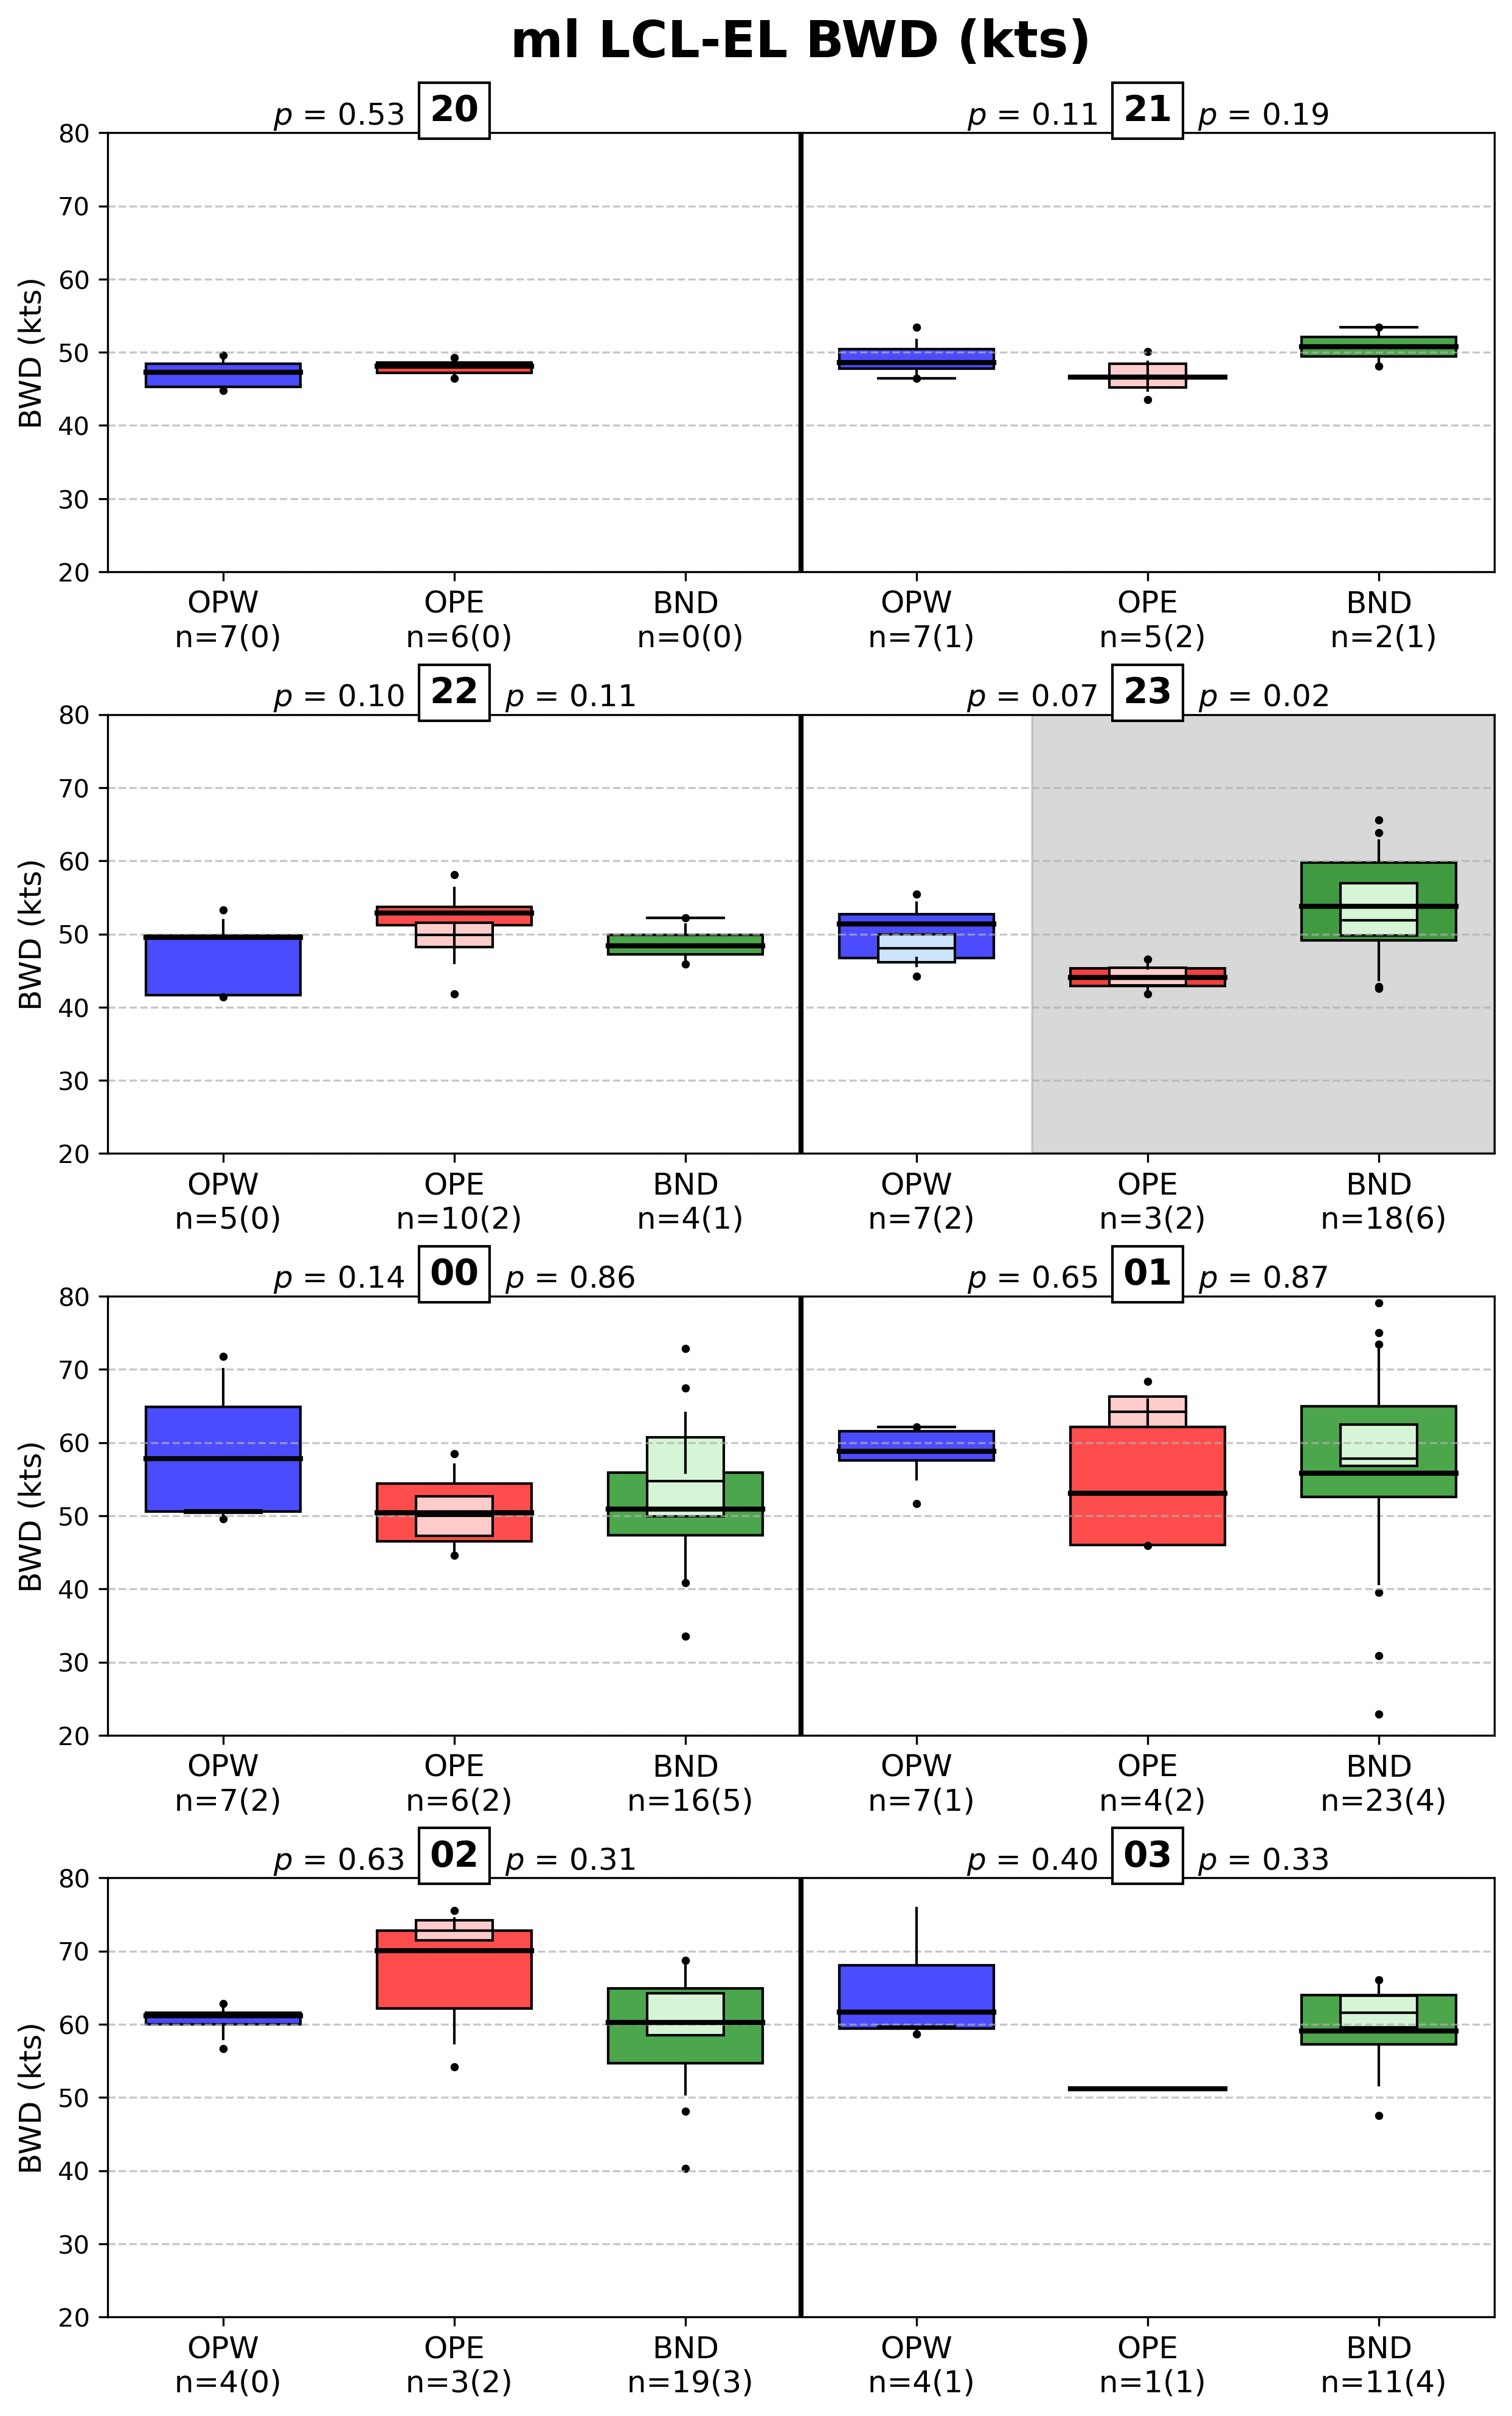 ml LCL-EL BWD (kts)
p = 0.53 20
p = 0.11 21 p = 0.19
80
70
60
50
40
30
20
BWD (kts)
OPW OPE BND OPW OPE BND
n=7(0) n=6(0) n=0(0) n=7(1) n=5(2) n=2(1)
p = 0.10 22 p = 0.11
p = 0.07 23 p = 0.02
80
70
60
50
40
30
20
BWD (kts)
OPW OPE BND OPW OPE BND
n=5(0) n=10(2) n=4(1) n=7(2) n=3(2) n=18(6)
p = 0.14 00 p = 0.86
p = 0.65 01 p = 0.87
80
70
60
50
40
30
20
BWD (kts)
OPW OPE BND OPW OPE BND
n=7(2) n=6(2) n=16(5) n=7(1) n=4(2) n=23(4)
p = 0.63 02 p = 0.31
p = 0.40 03 p = 0.33
80
70
60
50
40
30
20
BWD (kts)
OPW OPE BND OPW OPE BND
n=4(0) n=3(2) n=19(3) n=4(1) n=1(1) n=11(4)